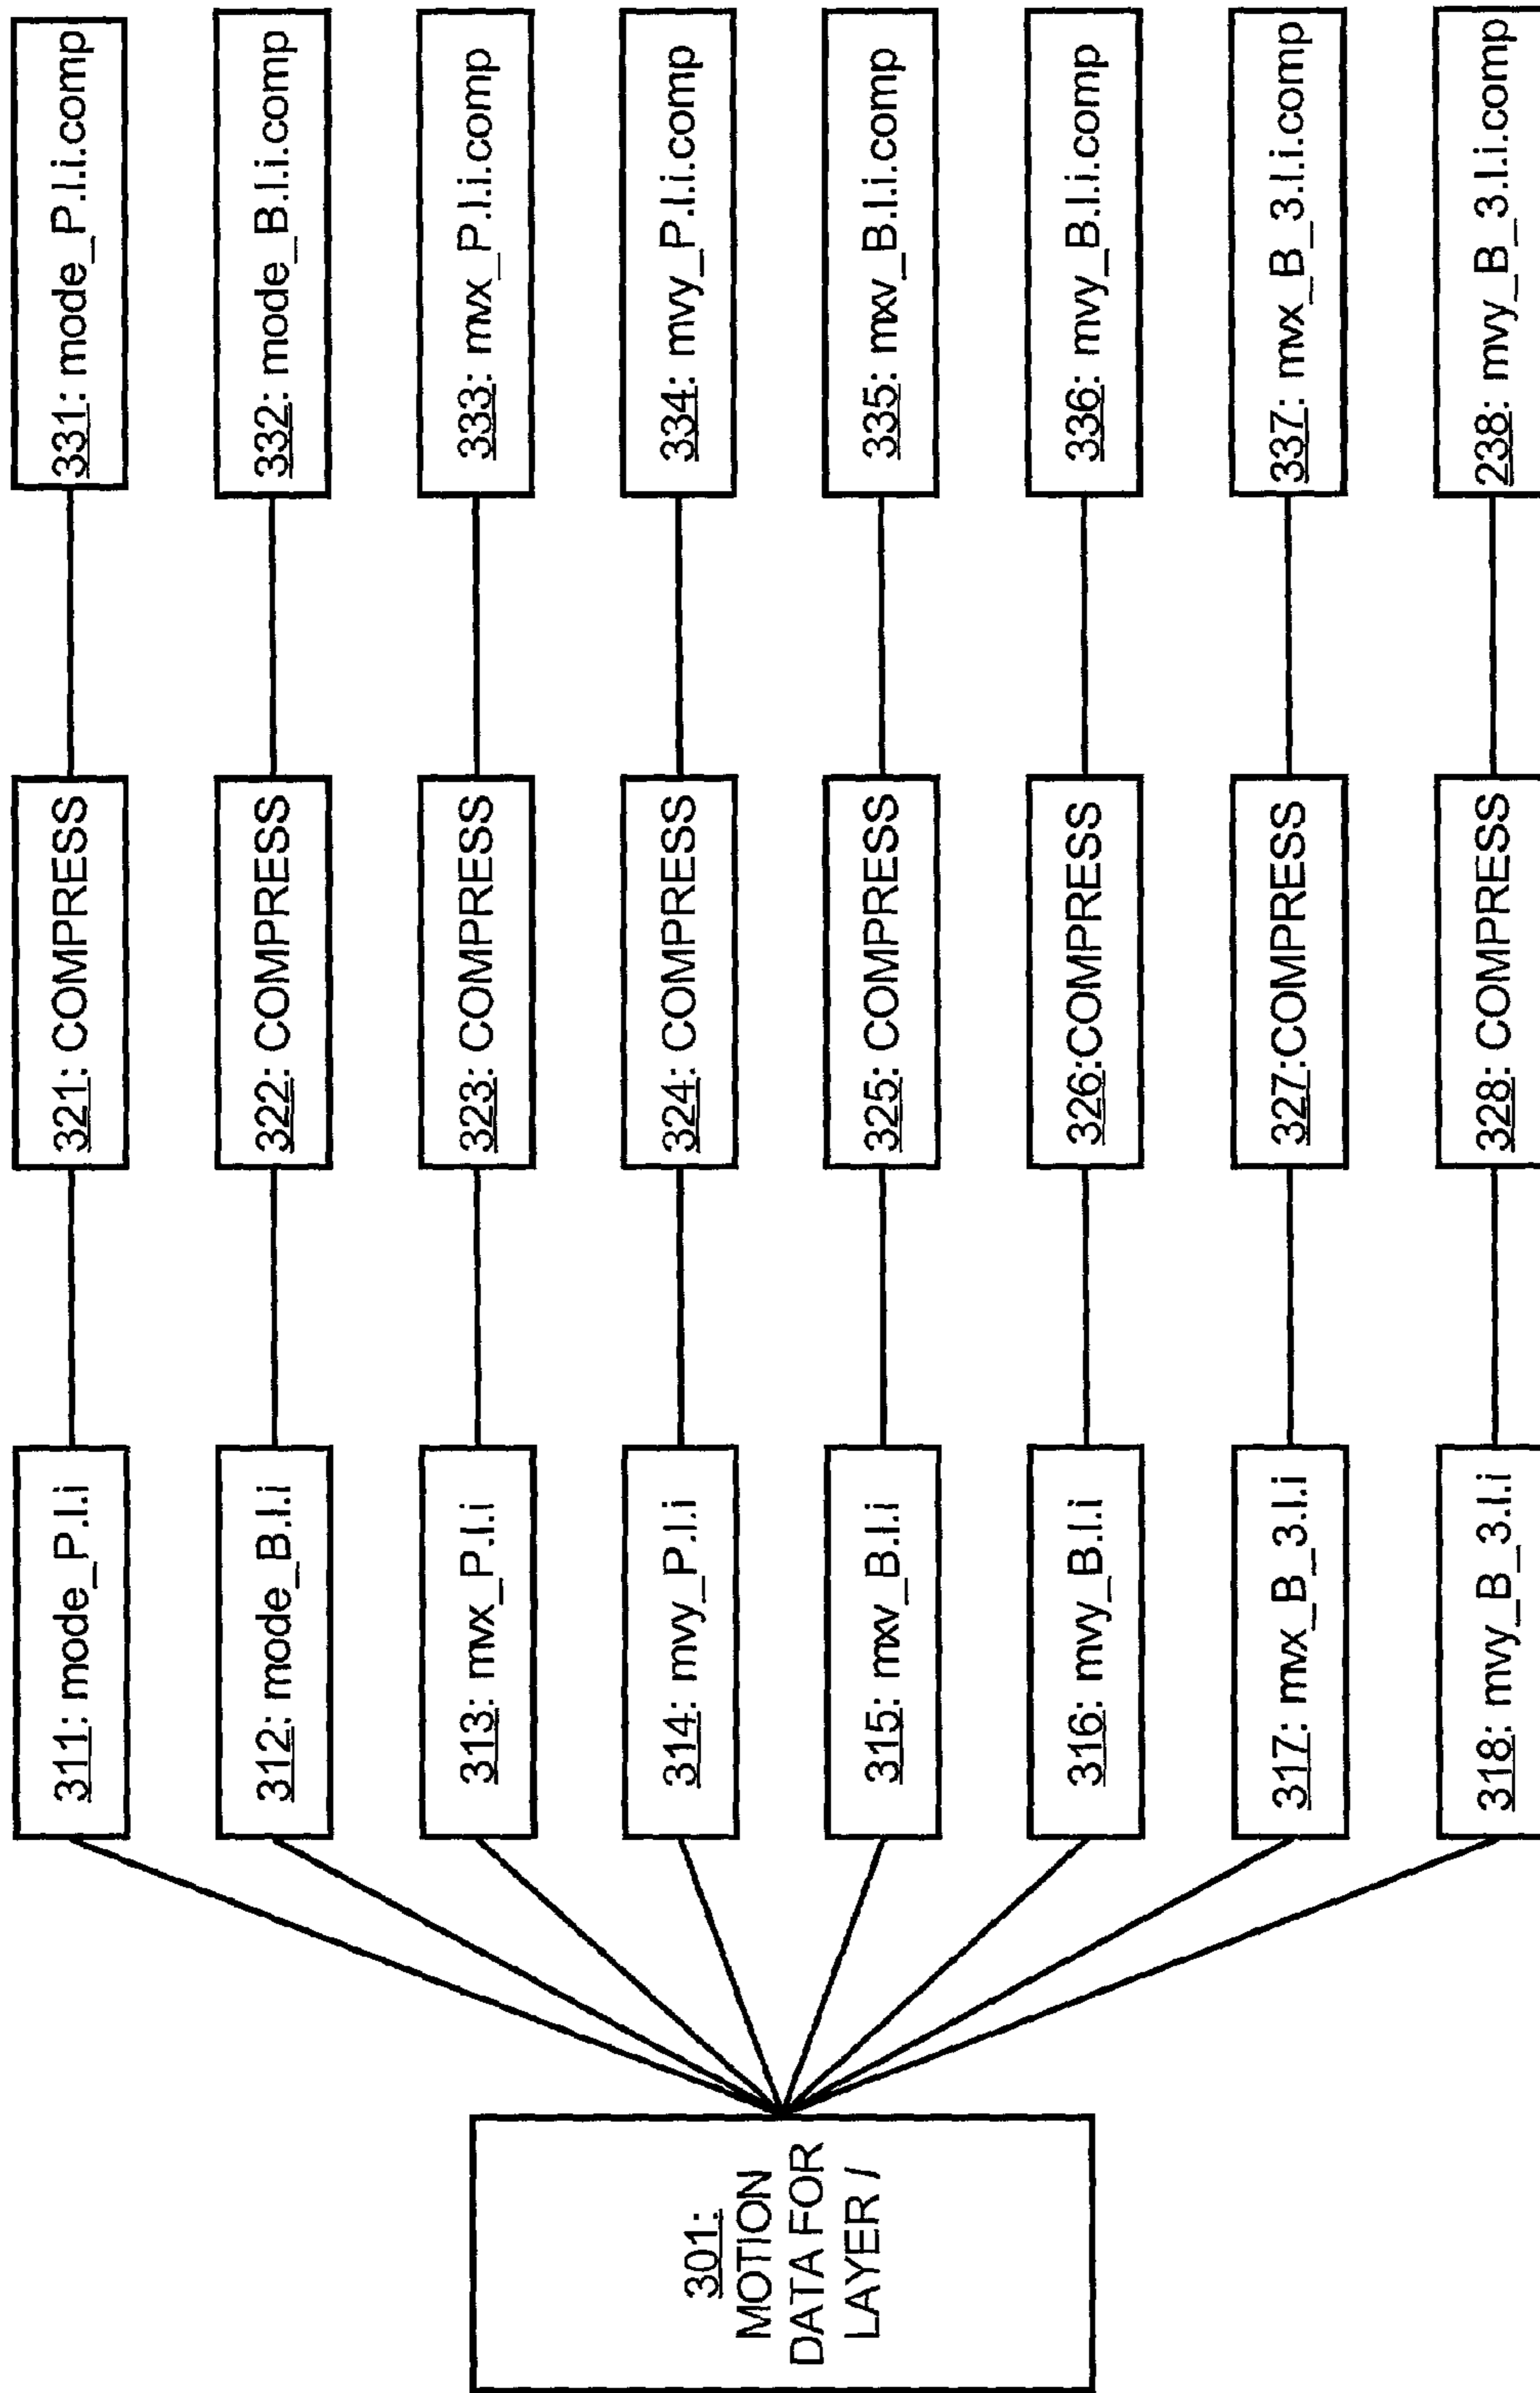 301:
MOTION
DATA FOR
LAYER l
311: mode_P.l.i
321: COMPRESS
331: mode_P.l.i.comp
312: mode_B.l.i
322: COMPRESS
332: mode_B.l.i.comp
313: mvx_P.l.i
323: COMPRESS
333: mvx_P.l.i.comp
314: mvy_P.l.i
324: COMPRESS
334: mvy_P.l.i.comp
315: mxv_B.l.i
325: COMPRESS
335: mxv_B.l.i.comp
316: mvy_B.l.i
326:COMPRESS
336: mvy_B.l.i.comp
317: mvx_B_3.l.i
327:COMPRESS
337: mvx_B_3.l.i.comp
318: mvy_B_3.l.i
328: COMPRESS
238: mvy_B_3.l.i.comp